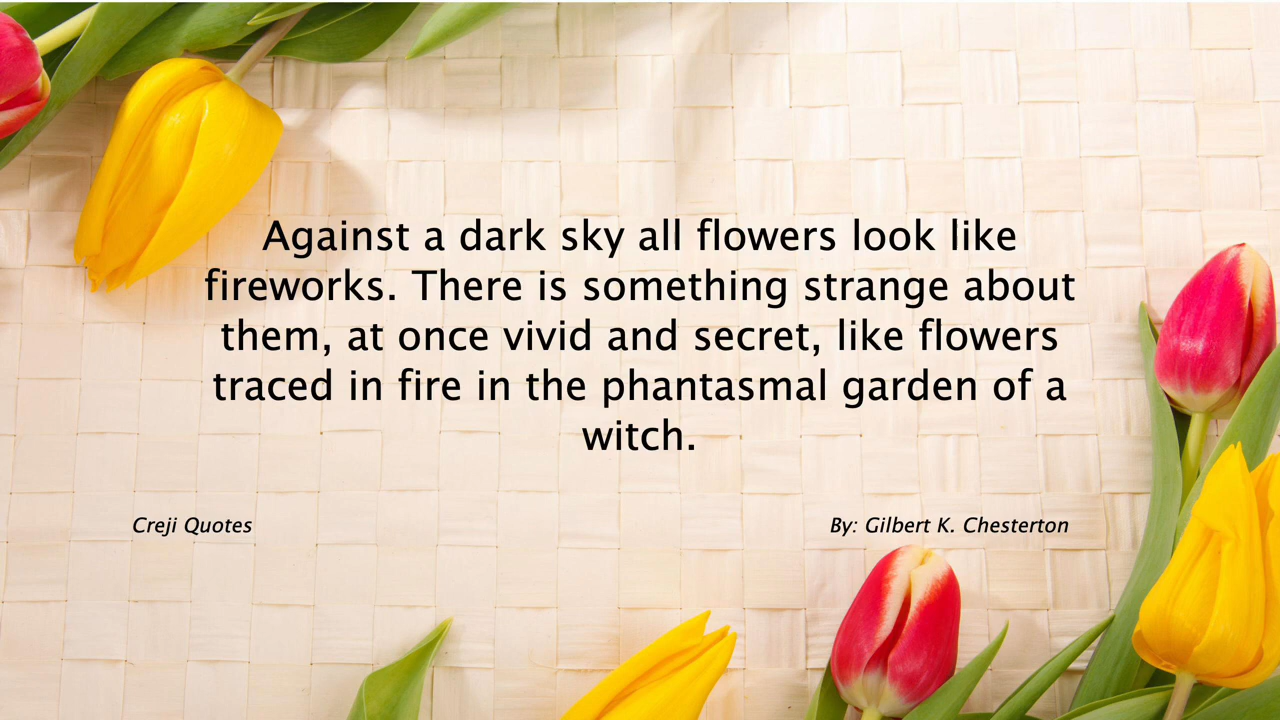 Against a dark sky all flowers look like
fireworks. There is something strange about
them, at once vivid and secret, like flowers
traced in fire in the phantasmal garden of a
witch.
Creji Quotes
By: Gilbert K. Chesterton